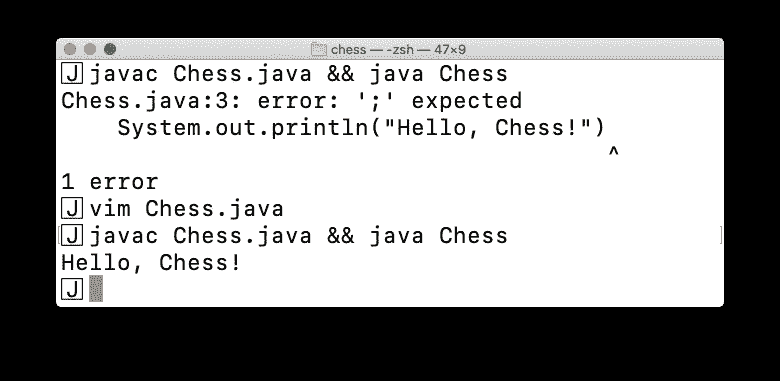 chess — -zsh — 47×9
🄹 javac Chess.java && java Chess
Chess.java:3: error: ';' expected
    System.out.println("Hello, Chess!")
                                       ^
1 error
🄹 vim Chess.java
🄹 javac Chess.java && java Chess
Hello, Chess!
🄹